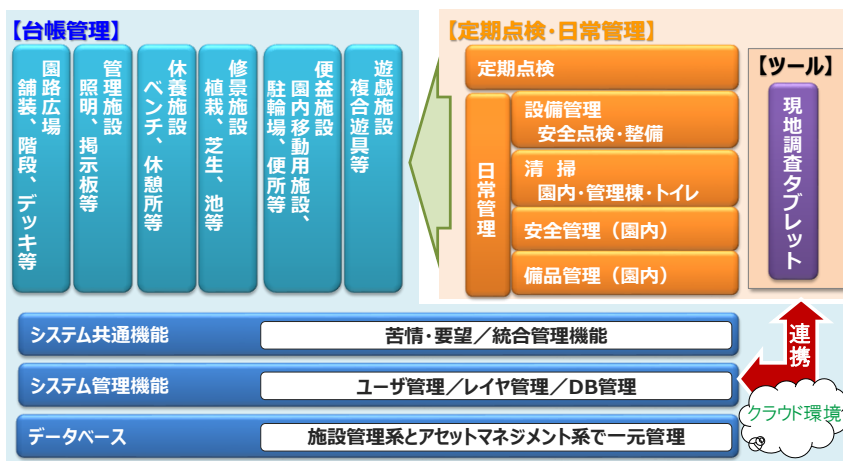 【台帳管理】
園路広場
舗装、階段、デッキ等
管理施設
照明、掲示板等
休養施設
ベンチ、休憩所等
修景施設
植栽、芝生、池等
便益施設
園内移動用施設、
駐輪場、便所等
遊戯施設
複合遊具等
【定期点検・日常管理】
定期点検
日常管理
設備管理
安全点検・整備
清 掃
園内・管理棟・トイレ
安全管理（園内）
備品管理（園内）
【ツール】
現地調査タブレット
連携
クラウド環境
システム共通機能
苦情・要望／統合管理機能
システム管理機能
ユーザ管理／レイヤ管理／DB管理
データベース
施設管理系とアセットマネジメント系で一元管理